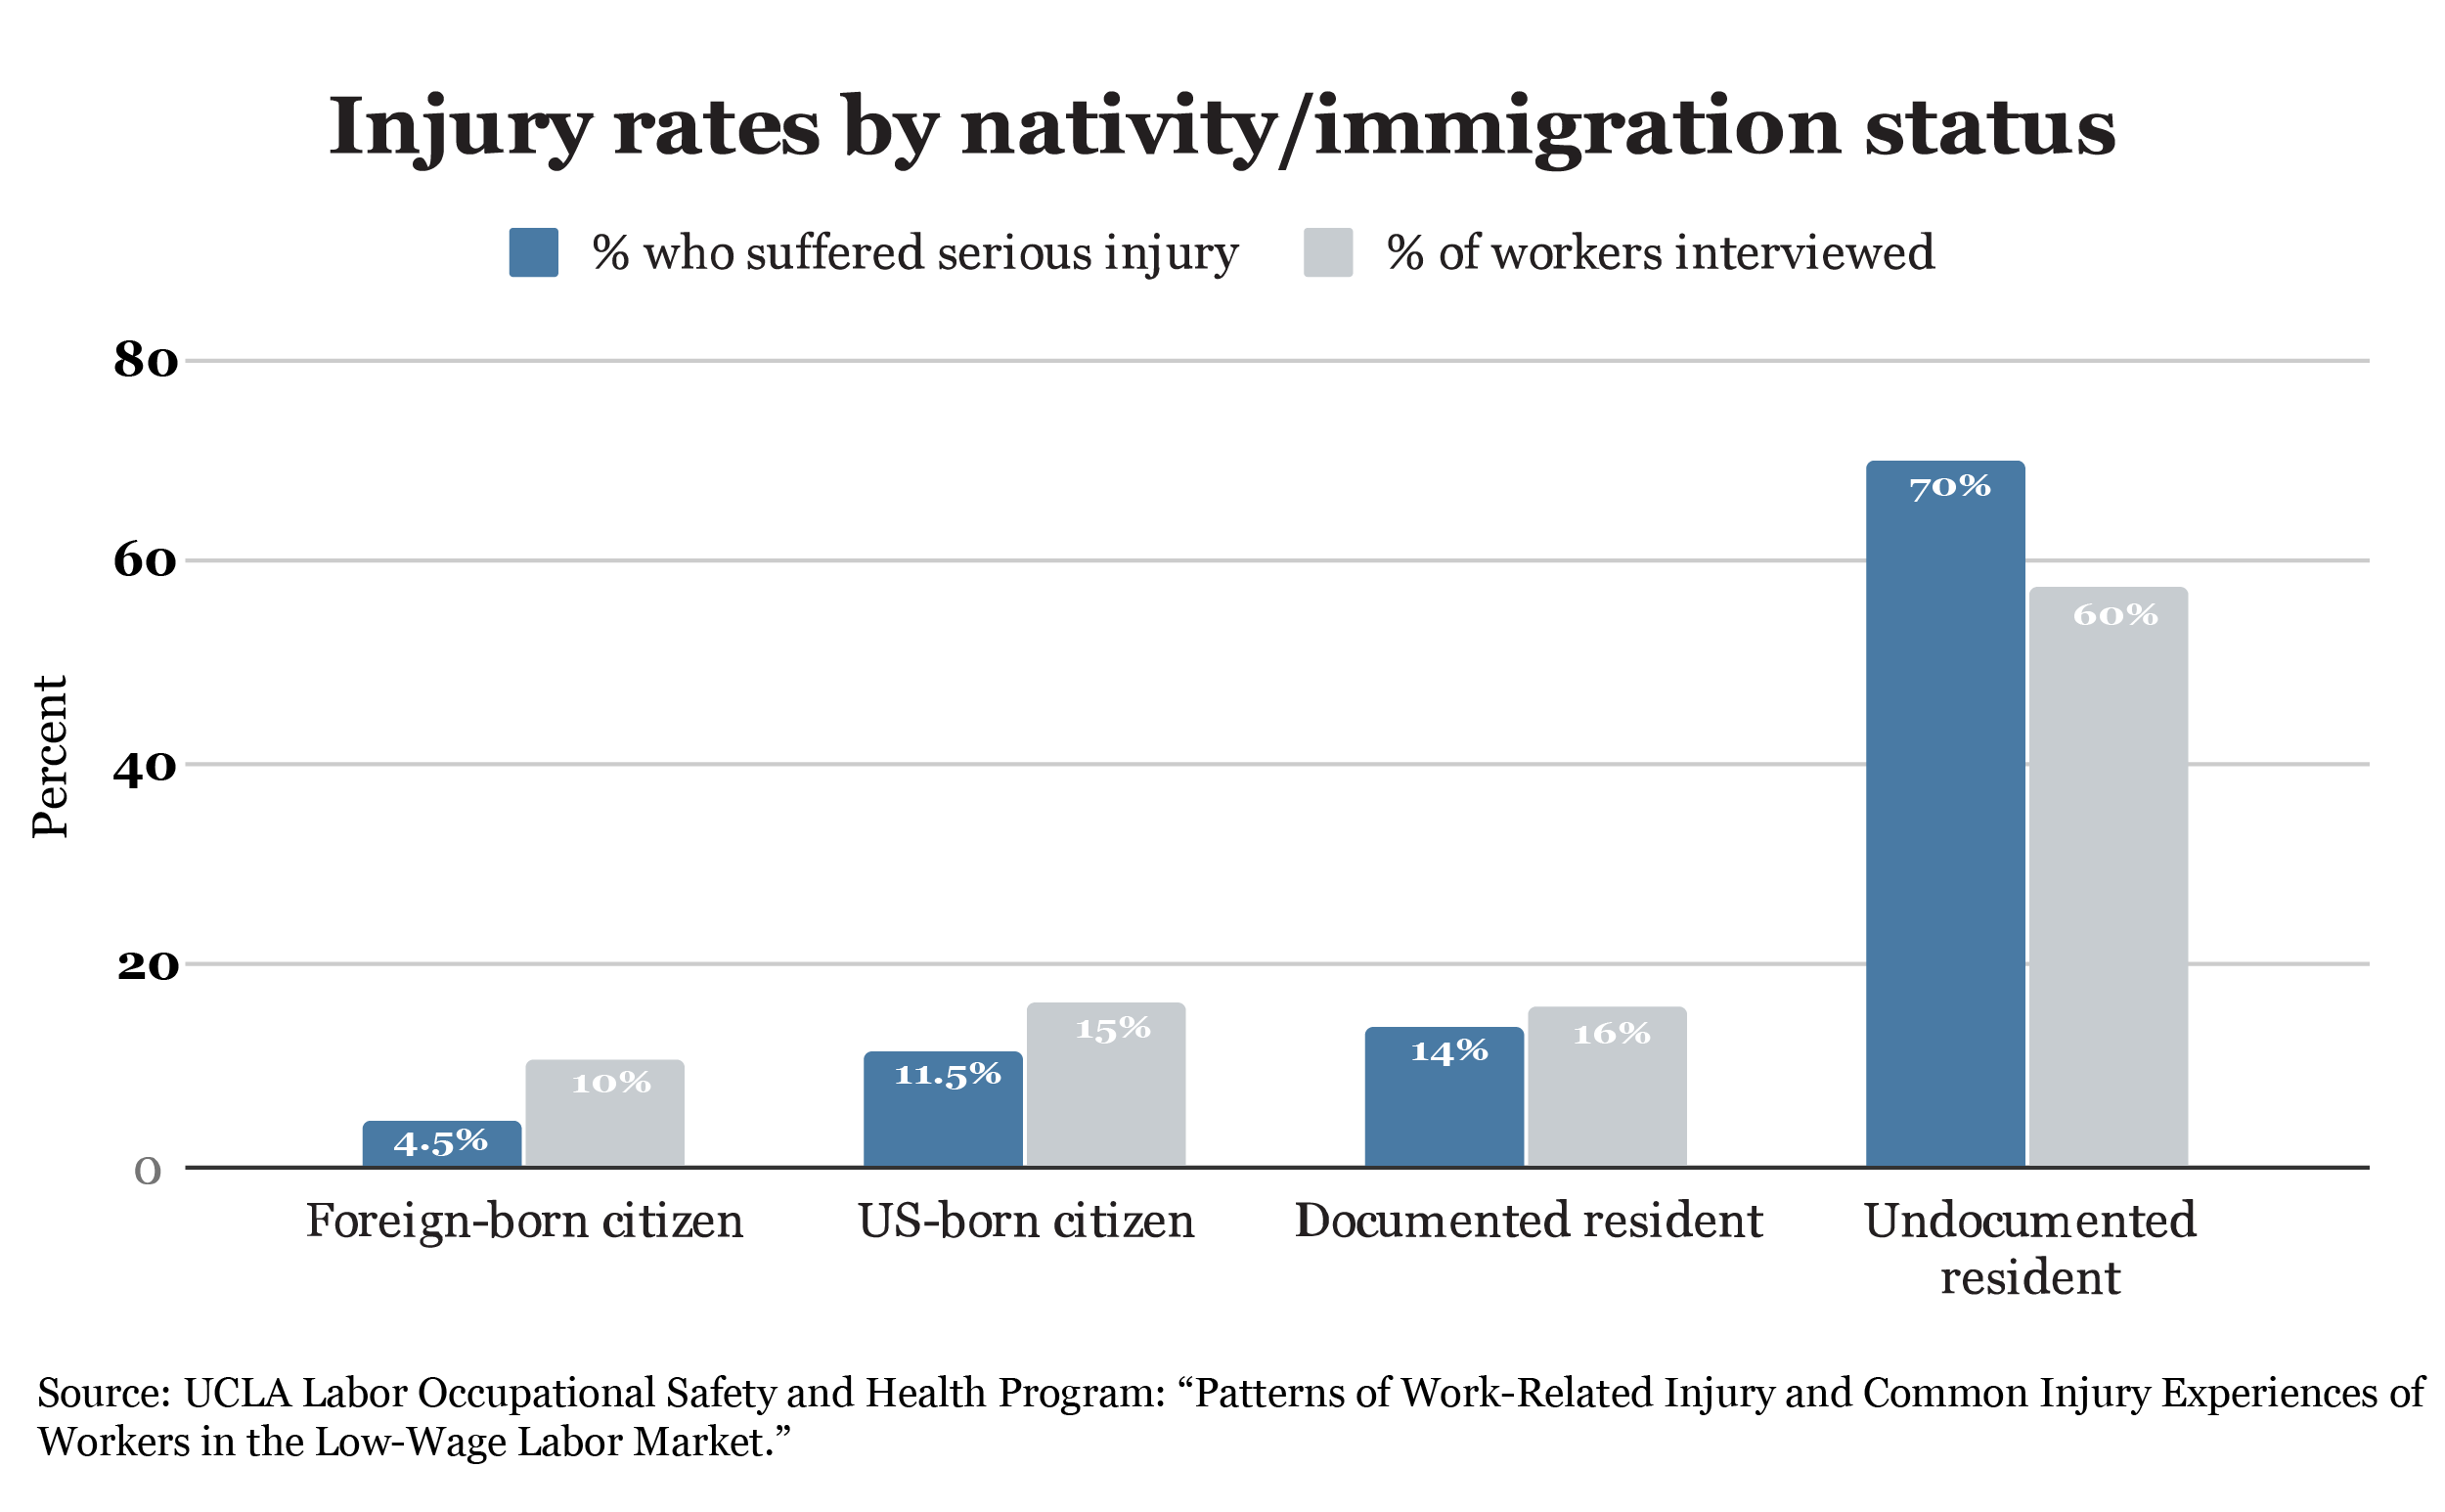 Injury rates by nativity/immigration status
% who suffered serious injury % of workers interviewed
80
60
40
20
0
Percent
4.5% 10% 11.5% 15% 14% 16% 70% 60%
Foreign-born citizen US-born citizen Documented resident Undocumented
resident
Source: UCLA Labor Occupational Safety and Health Program: “Patterns of Work-Related Injury and Common Injury Experiences of
Workers in the Low-Wage Labor Market.”